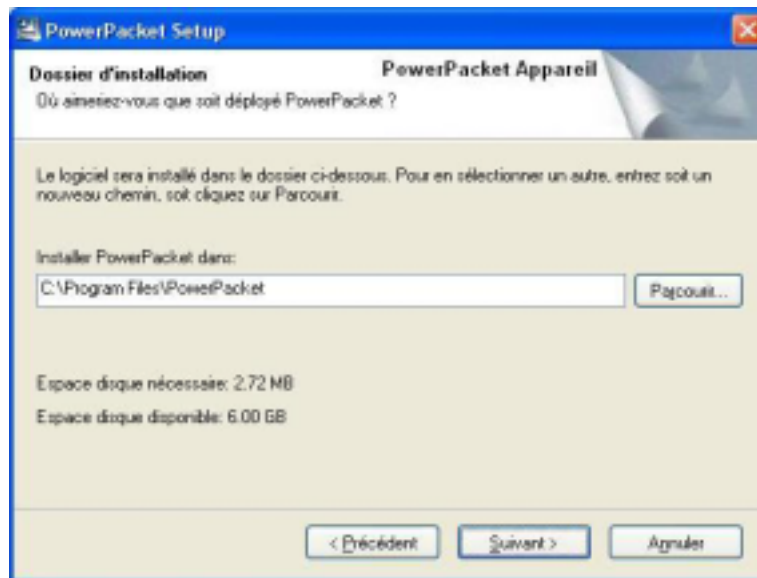 PowerPacket Setup
Dossier d'installation
PowerPacket Appareil
Où aimeriez-vous que soit déployé PowerPacket ?
Le logiciel sera installé dans le dossier ci-dessous. Pour en sélectionner un autre, entrez soit un
nouveau chemin, soit cliquez sur Parcourir.
Installer PowerPacket dans:
C:\Program Files\PowerPacket
Parcourir...
Espace disque nécessaire: 2.72 MB
Espace disque disponible: 6.00 GB
< Précédent
Suivant >
Annuler